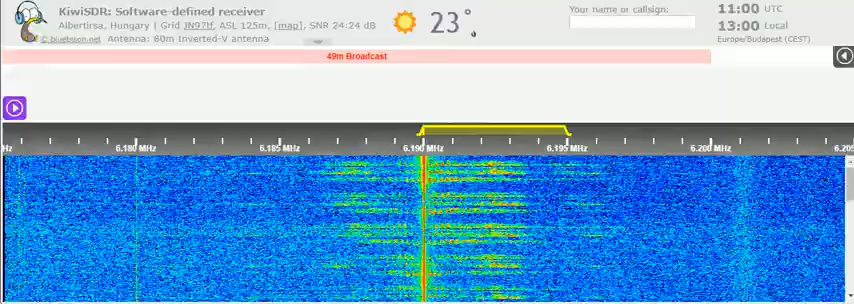 KiwiSDR: Software-defined receiver
Albertirsa, Hungary | Grid JN97tf, ASL 125m, [map], SNR 24:24 dB
© bluebison.net Antenna: 80m Inverted-V antenna
23°
Your name or callsign:
11:00 UTC
13:00 Local
Europe/Budapest (CEST)
49m Broadcast
Hz 6.180 MHz 6.185 MHz 6.190 MHz 6.195 MHz 6.200 MHz 6.205